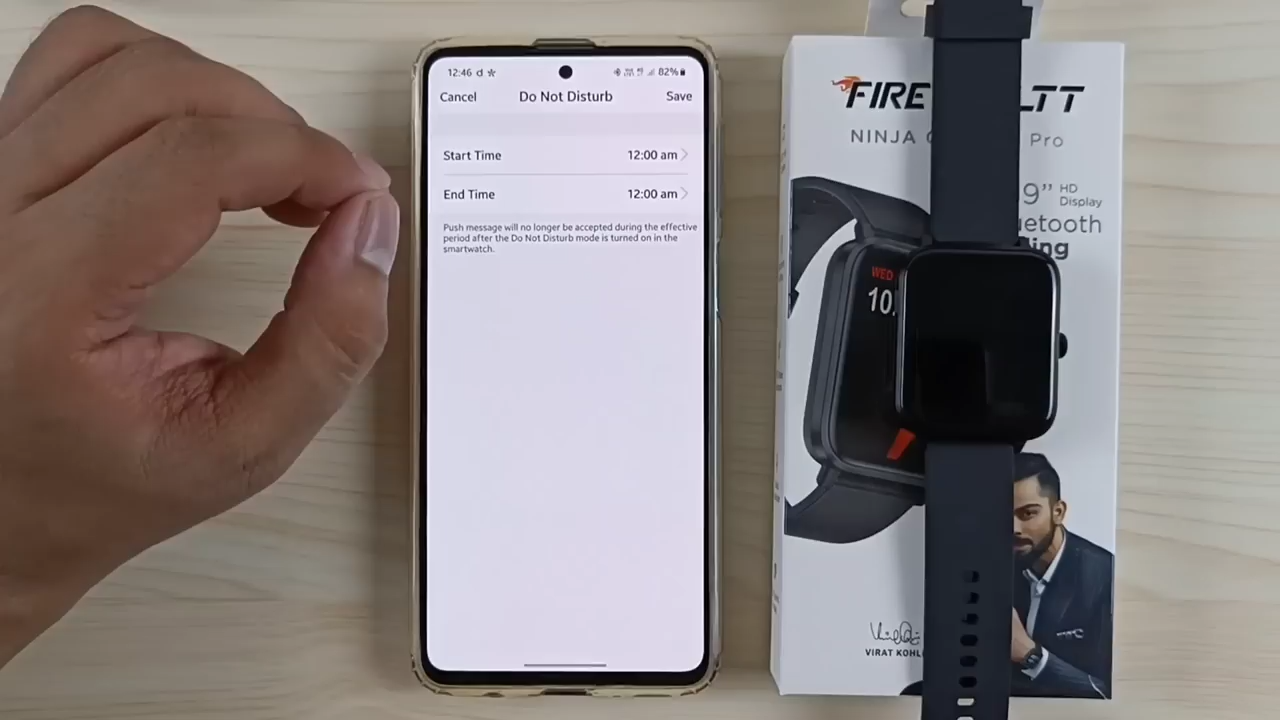 12:46
82%
Cancel
Do Not Disturb
Save
Start Time
12:00 am
End Time
12:00 am
Push message will no longer be accepted during the effective
period after the Do Not Disturb mode is turned on in the
smartwatch.
FIRE LTT
NINJA Pro
9" HD
Display
uetooth
ing
WED
10
VIRAT KOHL